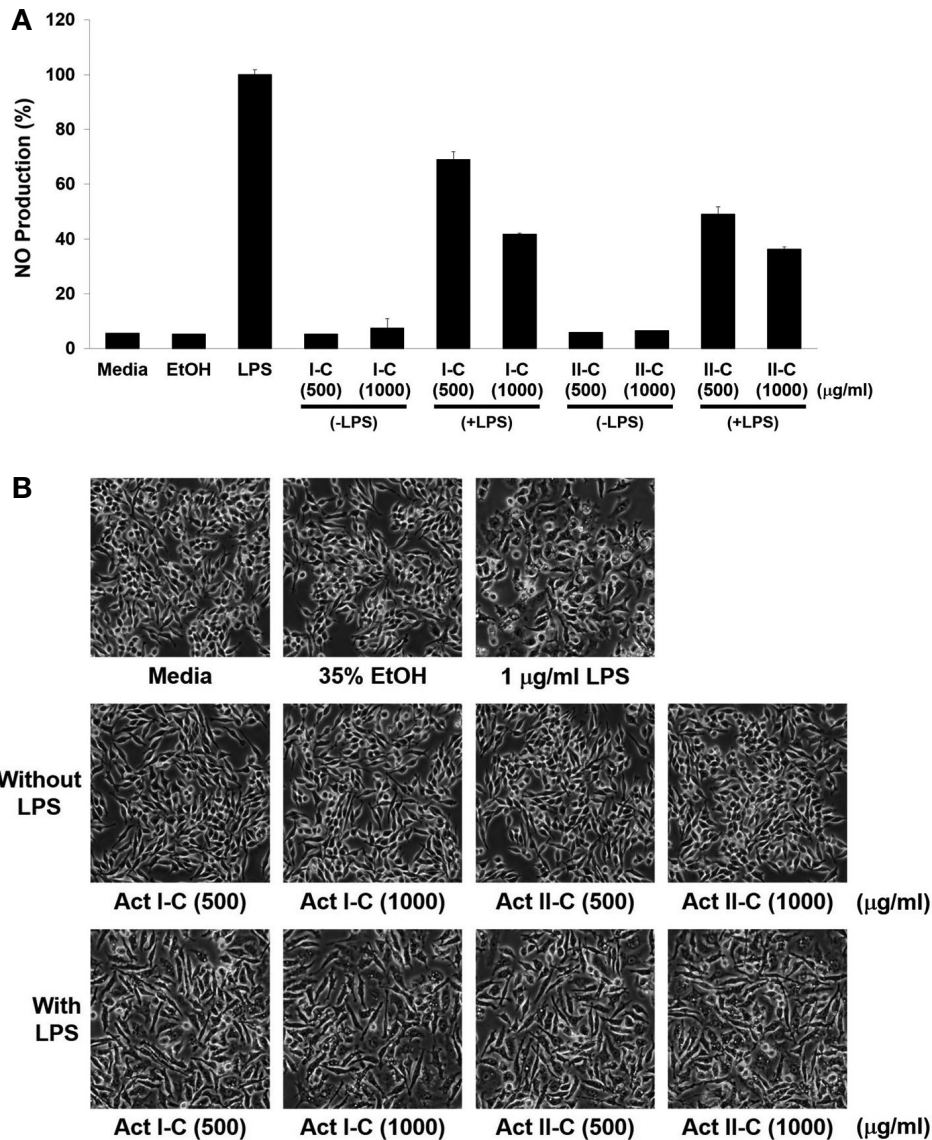 A
NO Production (%)
120
100
80
60
40
20
0
Media EtOH LPS I-C I-C I-C I-C II-C II-C II-C II-C
(500) (1000) (500) (1000) (500) (1000) (500) (1000) (μg/ml)
(-LPS) (+LPS) (-LPS) (+LPS)
B
Media 35% EtOH 1 μg/ml LPS
Without
LPS
Act I-C (500) Act I-C (1000) Act II-C (500) Act II-C (1000) (μg/ml)
With
LPS
Act I-C (500) Act I-C (1000) Act II-C (500) Act II-C (1000) (μg/ml)